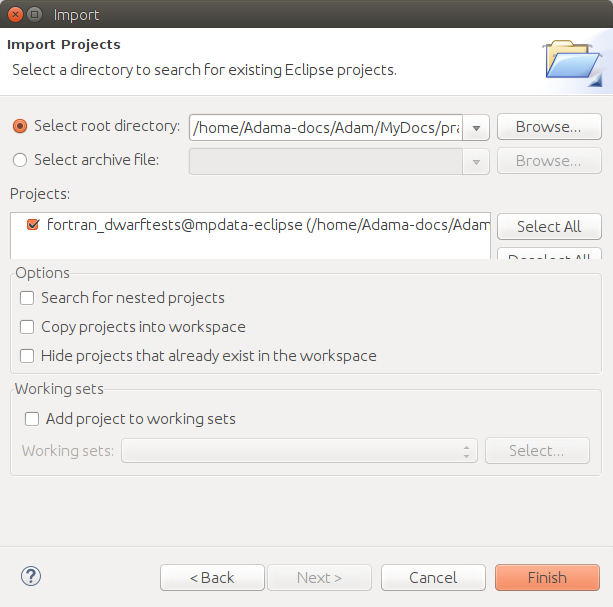 Import
Import Projects
Select a directory to search for existing Eclipse projects.
Select root directory: /home/Adama-docs/Adam/MyDocs/pra Browse...
Select archive file: Browse...
Projects:
fortran_dwarftests@mpdata-eclipse (/home/Adama-docs/Adam Select All
Deselect All
Options
Search for nested projects
Copy projects into workspace
Hide projects that already exist in the workspace
Working sets
Add project to working sets
Working sets: Select...
? < Back Next > Cancel Finish